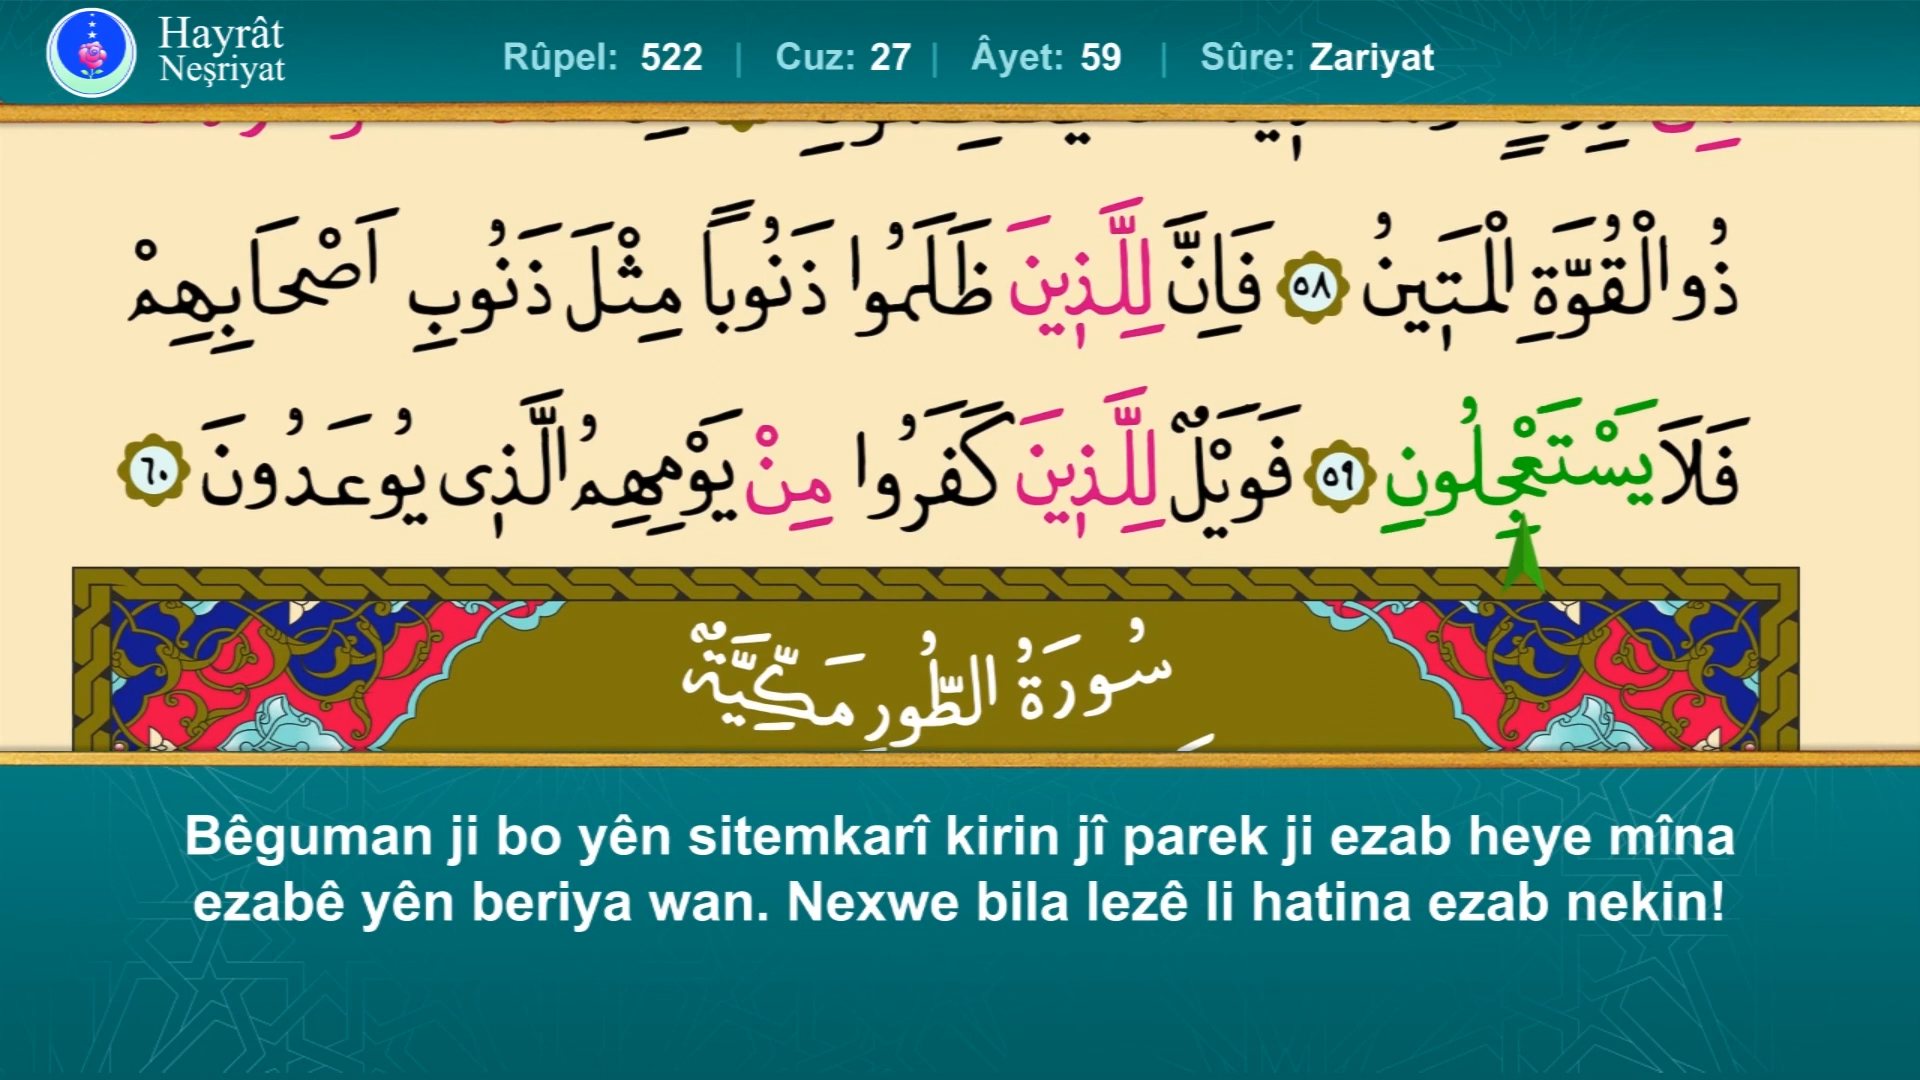 Hayrât
Neşriyat
Rûpel: 522 | Cuz: 27 | Âyet: 59 | Sûre: Zariyat
ذُوالْقُوَّةِ الْمَتٖينُ ٥٨ فَاِنَّ لِلَّذٖينَ ظَلَمُوا ذَنُوباً مِثْلَ ذَنُوبِ اَصْحَابِهِمْ
فَلَا يَسْتَعْجِلُونِ ٥٩ فَوَيْلٌ لِلَّذٖينَ كَفَرُوا مِنْ يَوْمِهِمُ الَّذٖى يُوعَدُونَ ٦٠
سُورَةُ الطُّورِ مَكِّيَّةٌ
Bêguman ji bo yên sitemkarî kirin jî parek ji ezab heye mîna
ezabê yên beriya wan. Nexwe bila lezê li hatina ezab nekin!